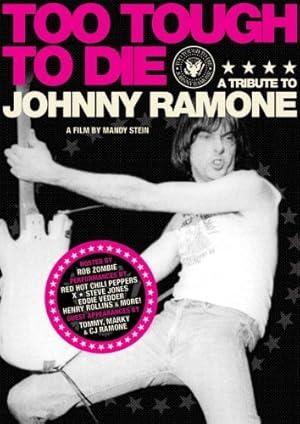 TOO TOUGH
TO DIE
★★★★
A TRIBUTE TO
JOHNNY RAMONE
A FILM BY MANDY STEIN
HOSTED BY
ROB ZOMBIE
PERFORMANCES BY
RED HOT CHILI PEPPERS
X ★ STEVE JONES
EDDIE VEDDER
HENRY ROLLINS & MORE!
GUEST APPEARANCES BY
TOMMY, MARKY
& CJ RAMONE